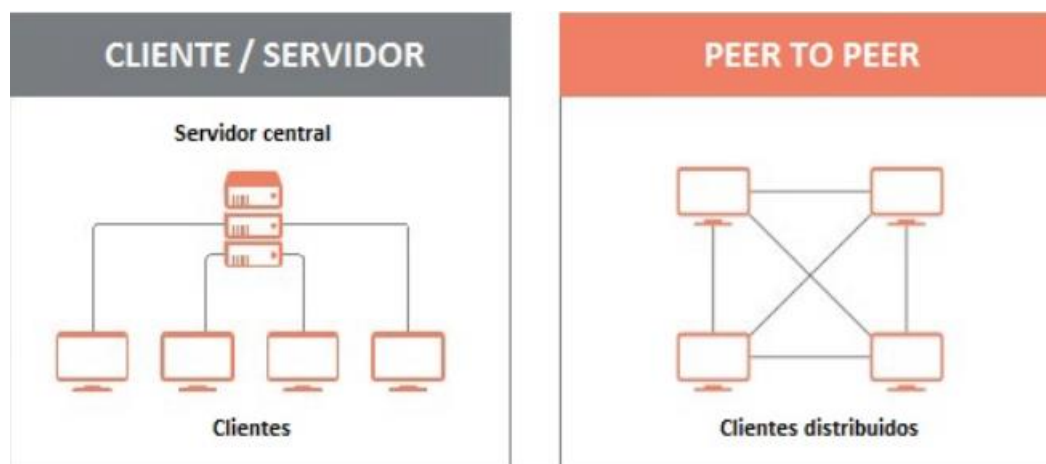 CLIENTE / SERVIDOR
Servidor central
Clientes
PEER TO PEER
Clientes distribuidos